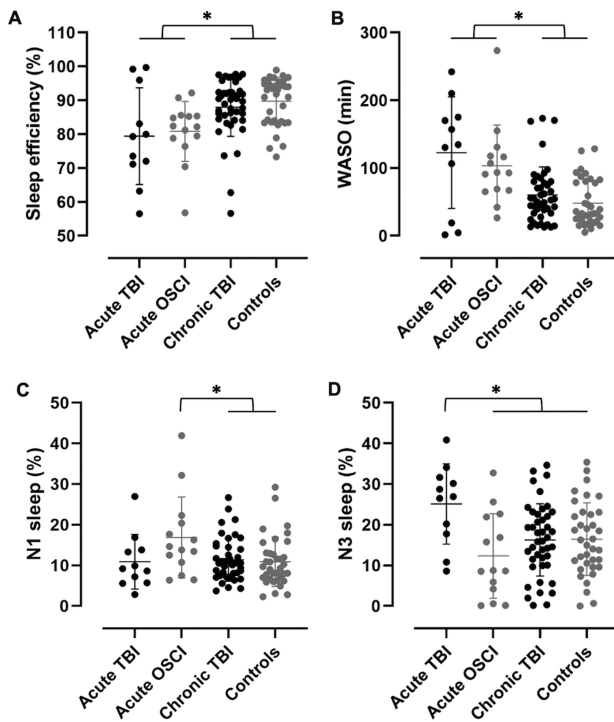 A
*
Sleep efficiency (%)
110
100
90
80
70
60
50
Acute TBI
Acute OSCI
Chronic TBI
Controls
B
*
WASO (min)
300
200
100
0
Acute TBI
Acute OSCI
Chronic TBI
Controls
C
*
N1 sleep (%)
50
40
30
20
10
0
Acute TBI
Acute OSCI
Chronic TBI
Controls
D
*
N3 sleep (%)
50
40
30
20
10
0
Acute TBI
Acute OSCI
Chronic TBI
Controls